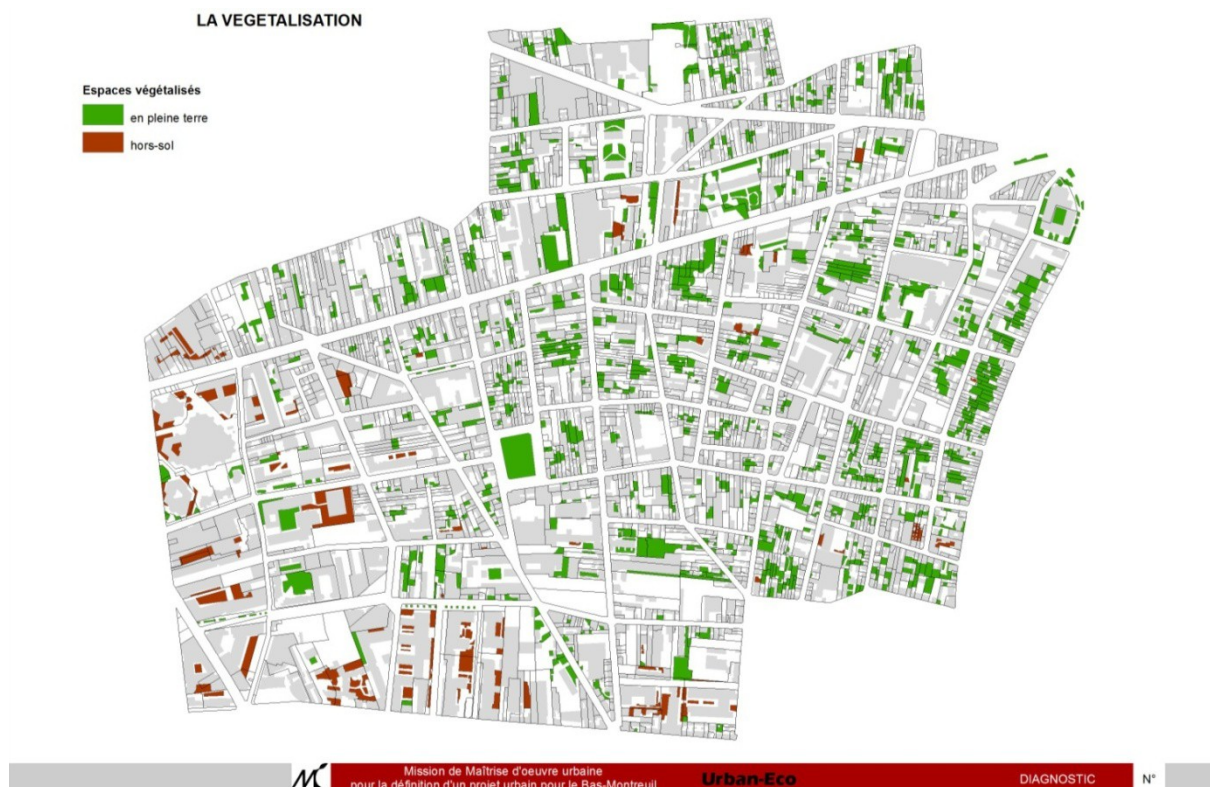 LA VEGETALISATION
Espaces végétalisés
en pleine terre
hors-sol
Mission de Maîtrise d'oeuvre urbaine
pour la définition d'un projet urbain pour le Bas-Montreuil
Urban-Eco
DIAGNOSTIC
N°